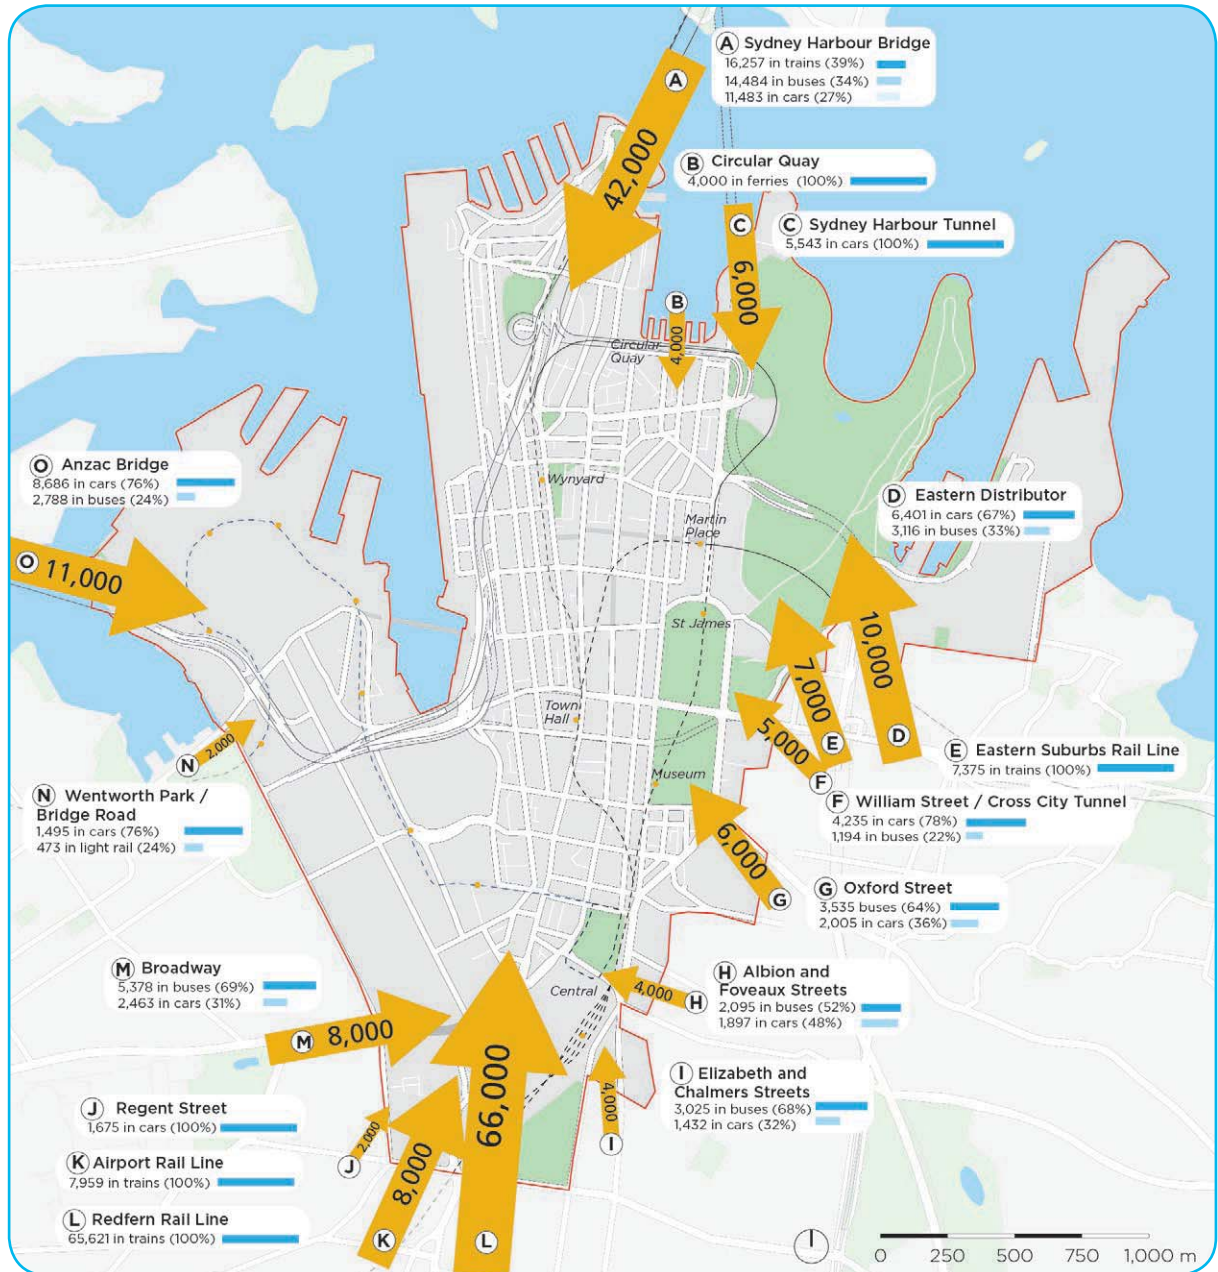 A Sydney Harbour Bridge
16,257 in trains (39%)
14,484 in buses (34%)
11,483 in cars (27%)
A
42,000
B Circular Quay
4,000 in ferries (100%)
C
6,000
C Sydney Harbour Tunnel
5,543 in cars (100%)
B
4,000
Circular
Quay
O Anzac Bridge
8,686 in cars (76%)
2,788 in buses (24%)
Wynyard
Martin
Place
D Eastern Distributor
6,401 in cars (67%)
3,116 in buses (33%)
O 11,000
St James
10,000
D
7,000
E
5,000
F
Town
Hall
N
2,000
Museum
E Eastern Suburbs Rail Line
7,375 in trains (100%)
N Wentworth Park /
Bridge Road
1,495 in cars (76%)
473 in light rail (24%)
F William Street / Cross City Tunnel
4,235 in cars (78%)
1,194 in buses (22%)
6,000
G
G Oxford Street
3,535 buses (64%)
2,005 in cars (36%)
M Broadway
5,378 in buses (69%)
2,463 in cars (31%)
Central
4,000
H
H Albion and
Foveaux Streets
2,095 in buses (52%)
1,897 in cars (48%)
M 8,000
66,000
L
4,000
I
I Elizabeth and
Chalmers Streets
3,025 in buses (68%)
1,432 in cars (32%)
J Regent Street
1,675 in cars (100%)
J
2,000
8,000
K
K Airport Rail Line
7,959 in trains (100%)
L Redfern Rail Line
65,621 in trains (100%)
0 250 500 750 1,000 m